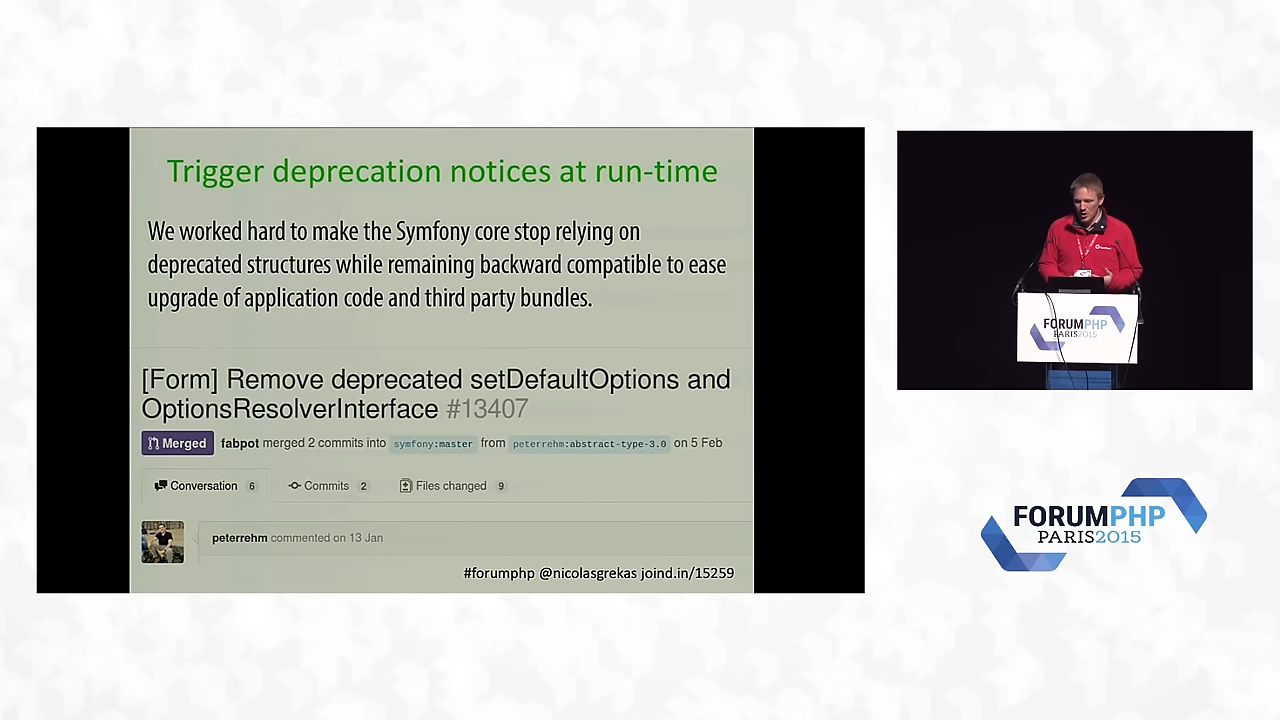 Trigger deprecation notices at run-time
We worked hard to make the Symfony core stop relying on
deprecated structures while remaining backward compatible to ease
upgrade of application code and third party bundles.
[Form] Remove deprecated setDefaultOptions and
OptionsResolverInterface #13407
Merged fabpot merged 2 commits into symfony:master from peterrehm:abstract-type-3.0 on 5 Feb
Conversation 6 Commits 2 Files changed 9
peterrehm commented on 13 Jan
#forumphp @nicolasgrekas joind.in/15259
FORUMPHP
PARIS2015
FORUMPHP
PARIS2015